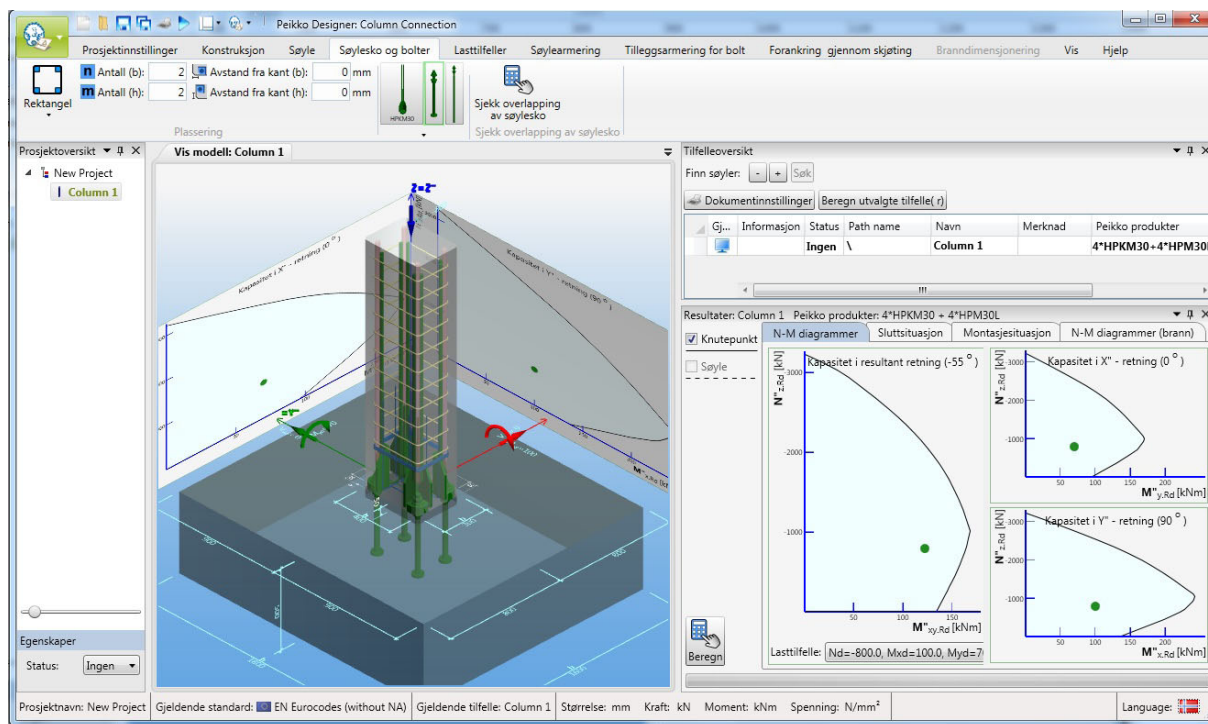 Peikko Designer: Column Connection
Prosjektinnstillinger Konstruksjon Søyle Søylesko og bolter Lasttilfeller Søylearmering Tilleggsarmering for bolt Forankring gjennom skjøting Branndimensjonering Vis Hjelp
Rektangel
n Antall (b): 2 Avstand fra kant (b): 0 mm
m Antall (h): 2 Avstand fra kant (h): 0 mm
HPKM30
Sjekk overlapping
av søylesko
Plassering
Sjekk overlapping av søylesko
Prosjektoversikt
New Project
Column 1
Egenskaper
Status: Ingen
Vis modell: Column 1
Z=Z"
Kapasitet i X" - retning (0 °)
Kapasitet i Y" - retning (90 °)
=Y"
Tilfelleoversikt
Finn søyler: - + Søk
Dokumentinnstillinger Beregn utvalgte tilfelle( r)
Gj... Informasjon Status Path name Navn Merknad Peikko produkter
Ingen \ Column 1 4*HPKM30+4*HPM30
Resultater: Column 1 Peikko produkter: 4*HPKM30 + 4*HPM30L
Knutepunkt
Søyle
Beregn
N-M diagrammer Sluttsituasjon Montasjesituasjon N-M diagrammer (brann)
Kapasitet i resultant retning (-55 °)
N"z.Rd [kN]
-3000
-2000
-1000
0
50 100 150
M"xy.Rd [kNm]
Lasttilfelle: Nd=-800.0, Mxd=100.0, Myd=7
Kapasitet i X" - retning (0 °)
N"z.Rd [kN]
-3000
-2000
-1000
0
50 100 150 200
M"y.Rd [kNm]
Kapasitet i Y" - retning (90 °)
N"z.Rd [kN]
-3000
-2000
-1000
0
50 100 150 200
M"x.Rd [kNm]
Prosjektnavn: New Project Gjeldende standard: EN Eurocodes (without NA) Gjeldende tilfelle: Column 1 Størrelse: mm Kraft: kN Moment: kNm Spenning: N/mm² Language: